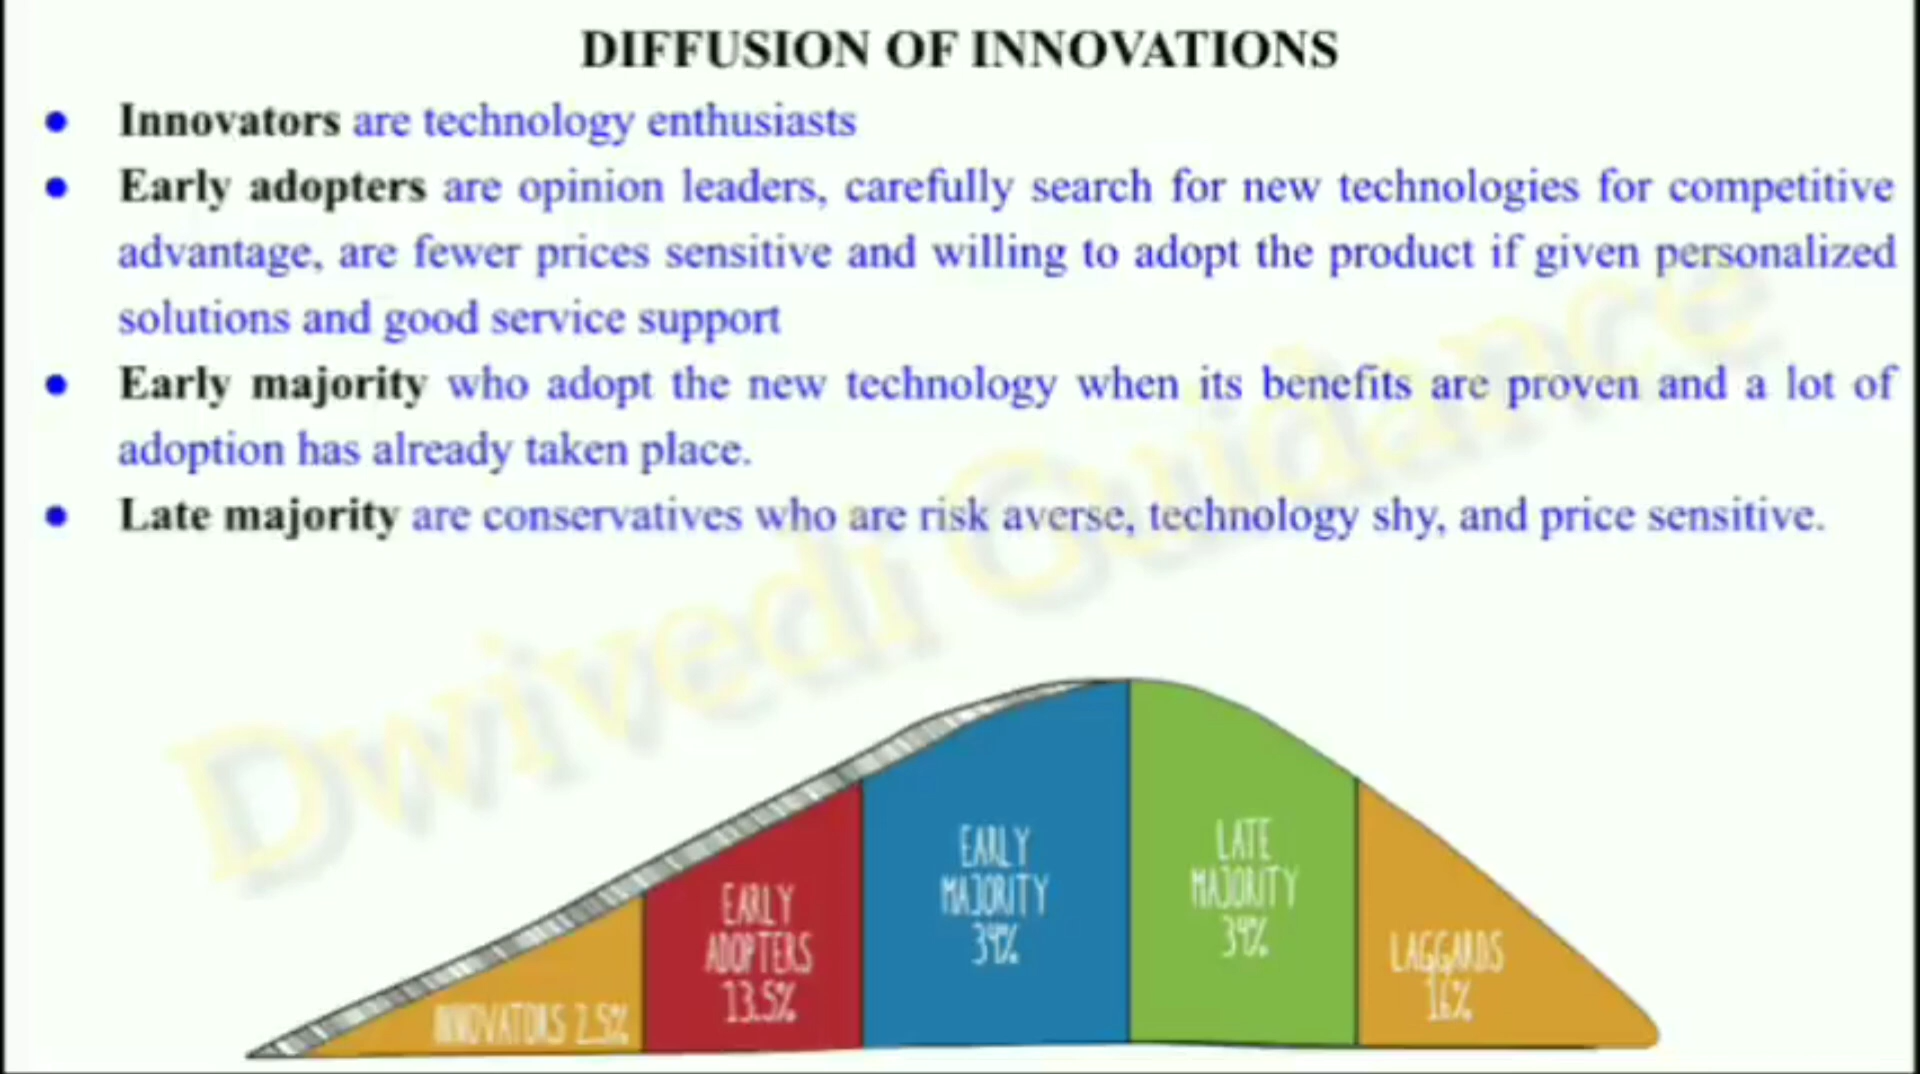 DIFFUSION OF INNOVATIONS
● Innovators are technology enthusiasts
● Early adopters are opinion leaders, carefully search for new technologies for competitive
advantage, are fewer prices sensitive and willing to adopt the product if given personalized
solutions and good service support
● Early majority who adopt the new technology when its benefits are proven and a lot of
adoption has already taken place.
● Late majority are conservatives who are risk averse, technology shy, and price sensitive.
Dwivedi Guidance
INNOVATORS 2.5%
EARLY
ADOPTERS
13.5%
EARLY
MAJORITY
34%
LATE
MAJORITY
34%
LAGGARDS
16%